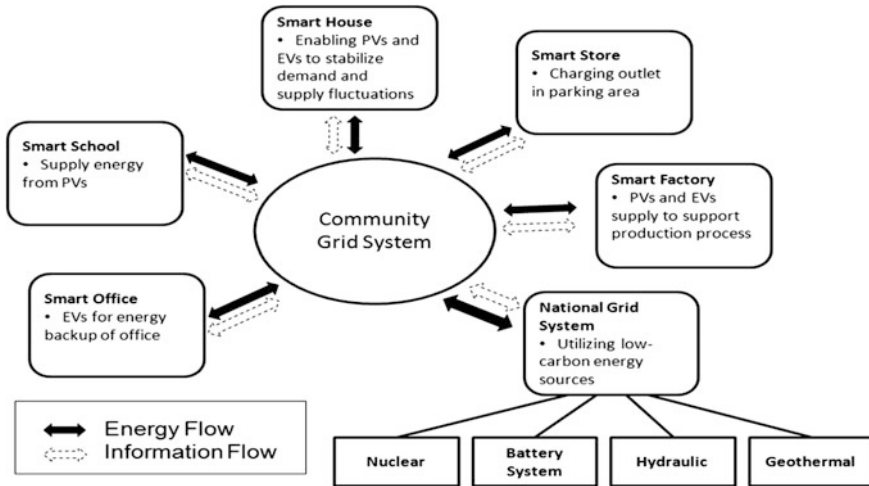 Smart House
• Enabling PVs and
EVs to stabilize
demand and
supply fluctuations
Smart Store
• Charging outlet
in parking area
Smart School
• Supply energy
from PVs
Smart Factory
• PVs and EVs
supply to support
production process
Community
Grid System
Smart Office
• EVs for energy
backup of office
National Grid
System
• Utilizing low-
carbon energy
sources
Energy Flow
Information Flow
Nuclear
Battery
System
Hydraulic
Geothermal